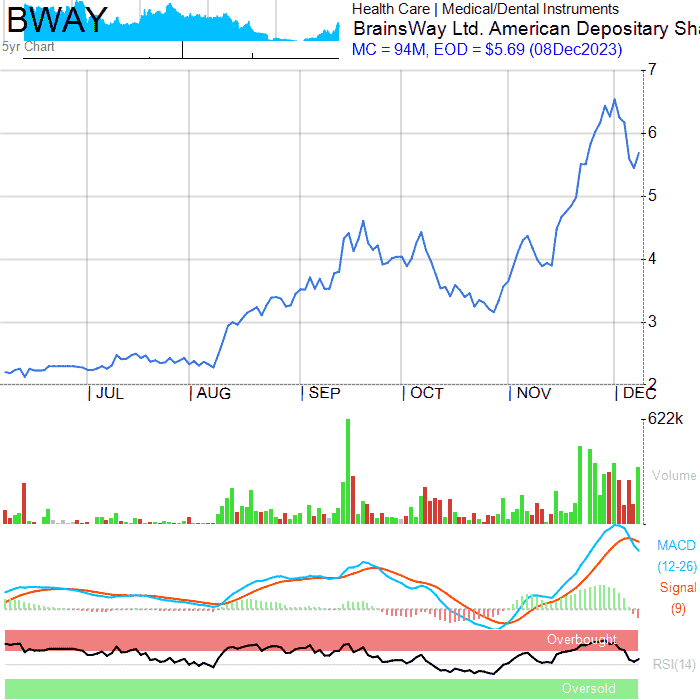 BWAY
5yr Chart
Health Care | Medical/Dental Instruments
BrainsWay Ltd. American Depositary Sha
MC = 94M, EOD = $5.69 (08Dec2023)
7
6
5
4
3
2
JUL AUG SEP OCT NOV DEC
622k
Volume
MACD
(12-26)
Signal
(9)
Overbought
RSI(14)
Oversold